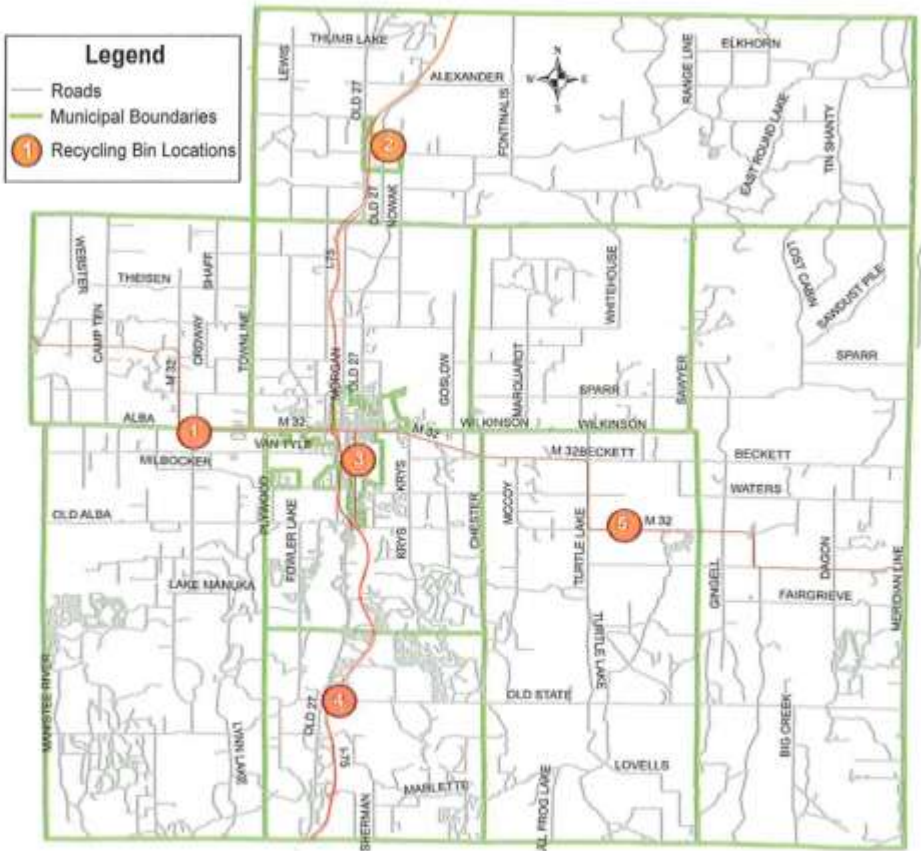 Legend
Roads
Municipal Boundaries
1 Recycling Bin Locations
N
W E
S
THUMB LAKE
LEWIS
OLD 27
ALEXANDER
FONTINALIS
RANGE LINE
ELKHORN
EAST ROUND LAKE
TIN SHANTY
2
OLD 27
NOWAK
WEBSTER
THEISEN
SHAFF
CAMP TEN
M 32
ORDWAY
TOWNLINE
I-75
MORGAN
OLD 27
GOSLOW
WHITEHOUSE
MARQUARDT
SPARR
SAWYER
LOST CABIN
SAWDUST PILE
SPARR
ALBA
1
M 32
M 32
WILKINSON
WILKINSON
VAN TYLE
MILBOCKER
3
KRYS
M 32
BECKETT
BECKETT
WATERS
OLD ALBA
FOWLER LAKE
KRYS
CHESTER
MCCOY
TURTLE LAKE
5
M 32
GINGELL
DAGON
MERIDIAN LINE
LAKE MANUKA
FAIRGRIEVE
TURTLE LAKE
MANISTEE RIVER
LYNN LAKE
OLD 27
4
OLD STATE
BIG CREEK
I-75
MARLETTE
SHERMAN
LOVELLS
FROG LAKE